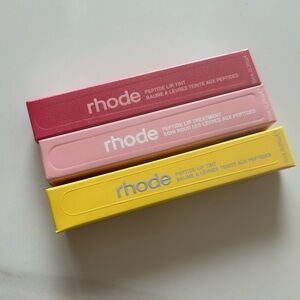 rhode
PEPTIDE LIP TINT
BAUME À LÈVRES TEINTÉ AUX PEPTIDES
rhode
PEPTIDE LIP TREATMENT
SOIN POUR LES LÈVRES AUX PEPTIDES
rhode
PEPTIDE LIP TINT
BAUME À LÈVRES TEINTÉ AUX PEPTIDES